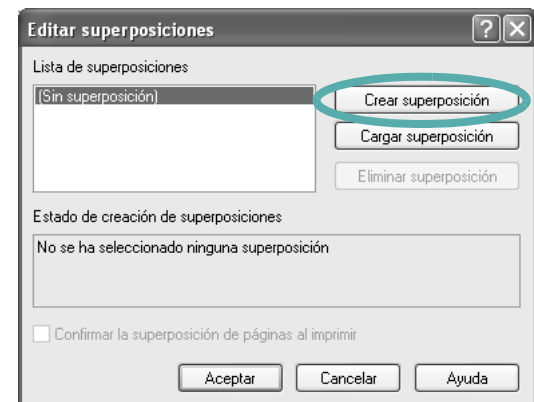 Editar superposiciones
Lista de superposiciones
(Sin superposición)
Crear superposición
Cargar superposición
Eliminar superposición
Estado de creación de superposiciones
No se ha seleccionado ninguna superposición
Confirmar la superposición de páginas al imprimir
Aceptar Cancelar Ayuda